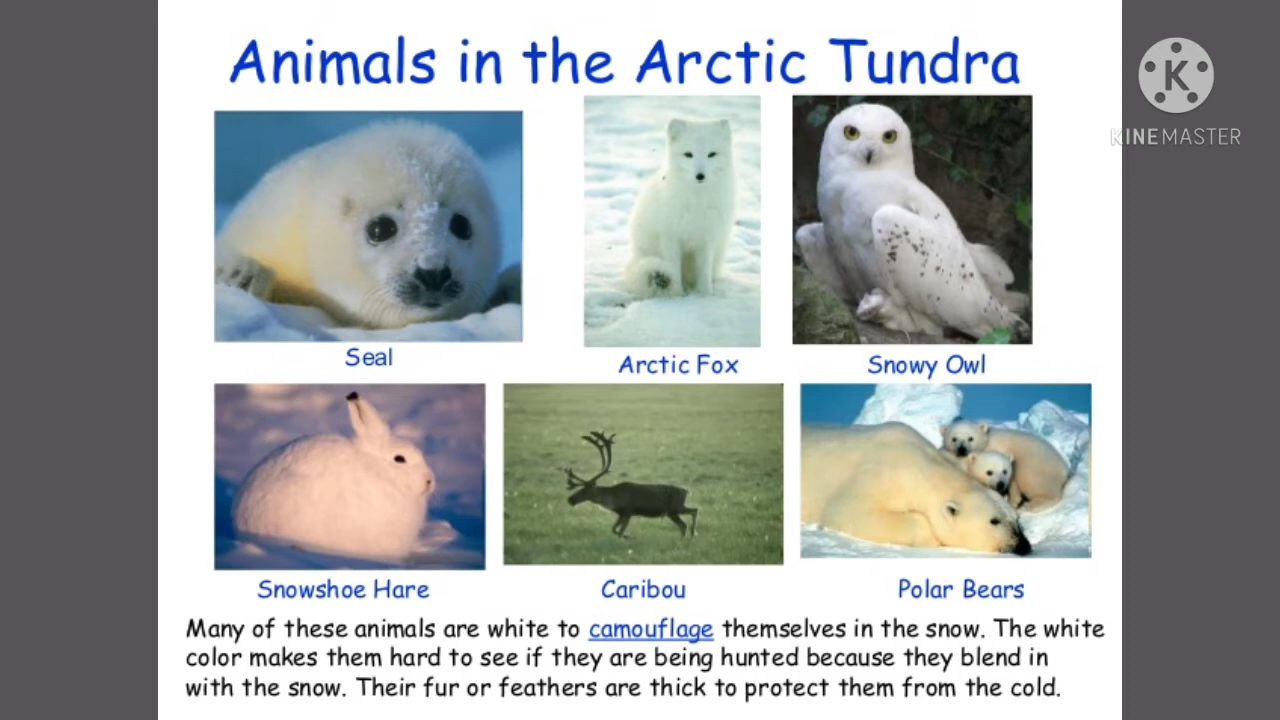 Animals in the Arctic Tundra
K
KINEMASTER
Seal
Arctic Fox
Snowy Owl
Snowshoe Hare
Caribou
Polar Bears
Many of these animals are white to camouflage themselves in the snow. The white
color makes them hard to see if they are being hunted because they blend in
with the snow. Their fur or feathers are thick to protect them from the cold.